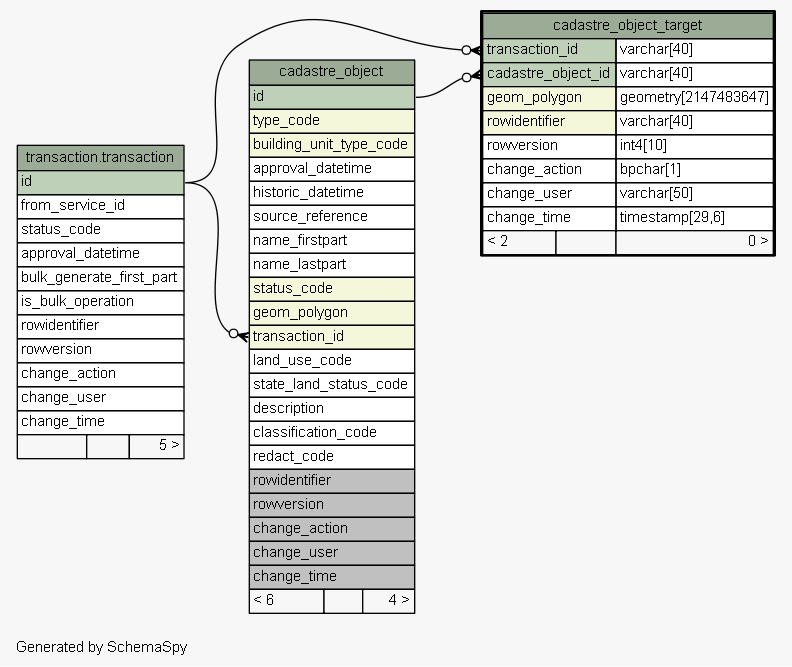 transaction.transaction
id
from_service_id
status_code
approval_datetime
bulk_generate_first_part
is_bulk_operation
rowidentifier
rowversion
change_action
change_user
change_time
5 >
cadastre_object
id
type_code
building_unit_type_code
approval_datetime
historic_datetime
source_reference
name_firstpart
name_lastpart
status_code
geom_polygon
transaction_id
land_use_code
state_land_status_code
description
classification_code
redact_code
rowidentifier
rowversion
change_action
change_user
change_time
< 6 4 >
cadastre_object_target
transaction_id varchar[40]
cadastre_object_id varchar[40]
geom_polygon geometry[2147483647]
rowidentifier varchar[40]
rowversion int4[10]
change_action bpchar[1]
change_user varchar[50]
change_time timestamp[29,6]
< 2 0 >
Generated by SchemaSpy